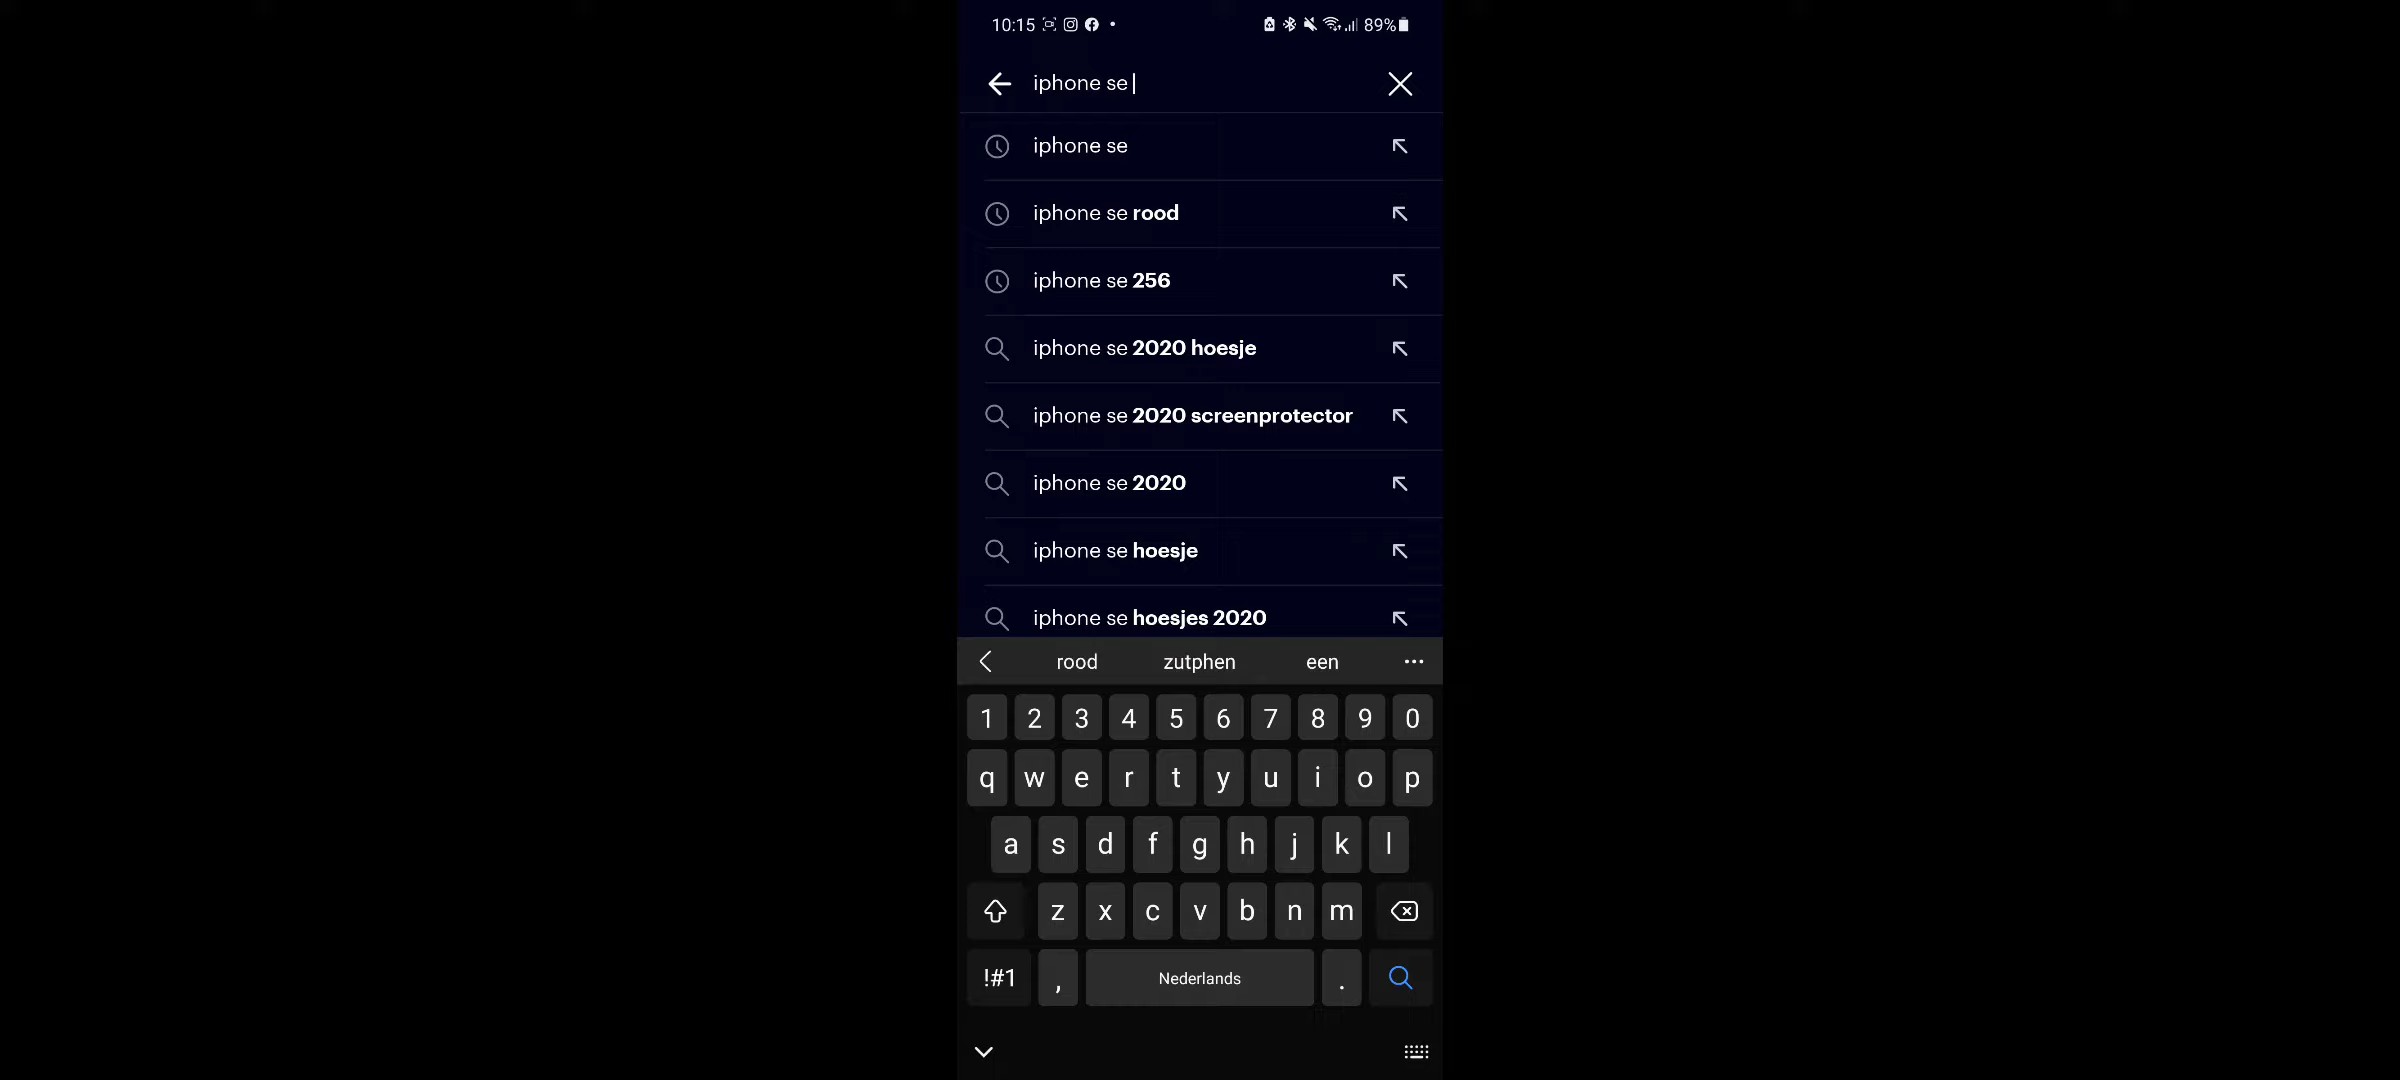 10:15 89%
iphone se
iphone se
iphone se rood
iphone se 256
iphone se 2020 hoesje
iphone se 2020 screenprotector
iphone se 2020
iphone se hoesje
iphone se hoesjes 2020
rood zutphen een
1 2 3 4 5 6 7 8 9 0
q w e r t y u i o p
a s d f g h j k l
z x c v b n m
!#1 , Nederlands .